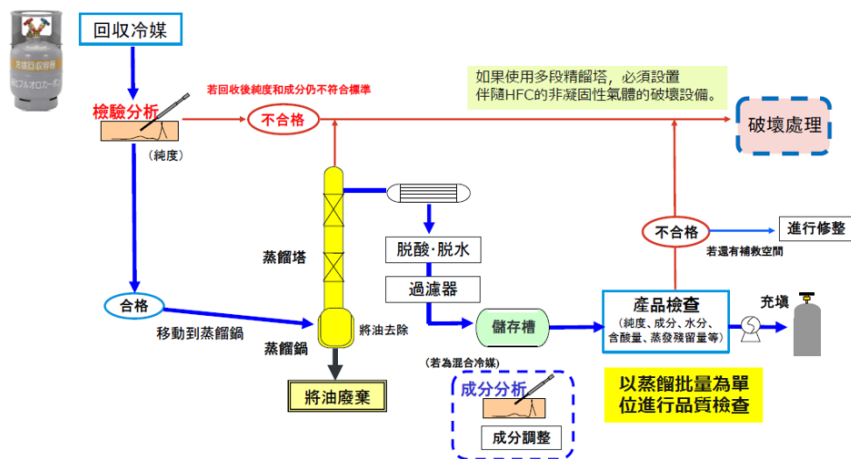 回收冷媒
檢驗分析
(純度)
若回收後純度和成分仍不符合標準
不合格
如果使用多段精餾塔，必須設置
伴隨HFC的非凝固性氣體的破壞設備。
破壞處理
蒸餾塔
脱酸･脱水
過濾器
不合格
進行修整
若還有補救空間
合格
移動到蒸餾鍋
蒸餾鍋
將油去除
將油廢棄
儲存槽
(若為混合冷媒)
成分分析
成分調整
產品檢查
(純度、成分、水分、
含酸量、蒸發殘留量等)
充填
以蒸餾批量為單
位進行品質檢查